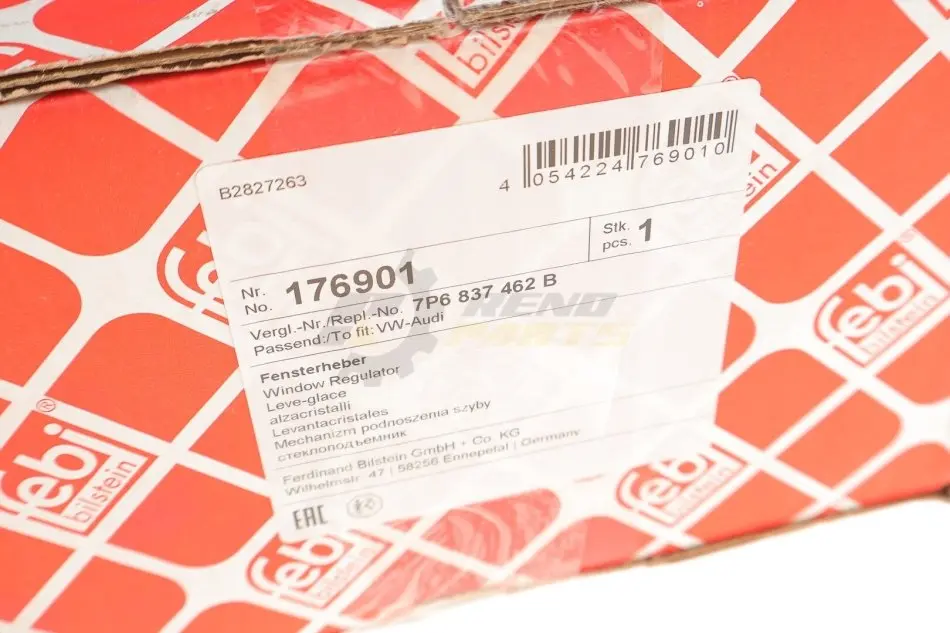 bilstein
B2827263
4 054224 769010
Nr.
No. 176901
Stk.
pcs. 1
Vergl.-Nr./Repl.-No. 7P6 837 462 B
Passend:/To fit: VW-Audi
TREND
PARTS
Fensterheber
Window Regulator
Leve-glace
alzacristalli
Levantacristales
Mechanizm podnoszenia szyby
стеклоподъемник
Ferdinand Bilstein GmbH + Co. KG
Wilhelmstr. 47 | 58256 Ennepetal | Germany
EAC
febi
bilstein
febi
bilstein ®
febi
bilstein
febi
bilstein